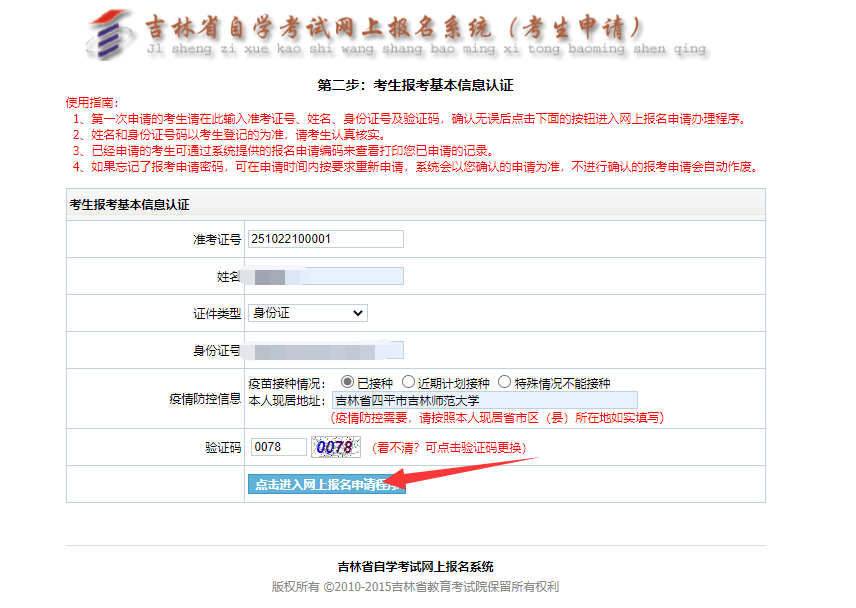 吉林省自学考试网上报名系统（考生申请）
Jl sheng zi xue kao shi wang shang bao ming xi tong baoming shen qing
第二步：考生报考基本信息认证
使用指南：
1、第一次申请的考生请在此输入准考证号、姓名、身份证号及验证码，确认无误后点击下面的按钮进入网上报名申请办理程序。
2、姓名和身份证号码以考生登记的为准，请考生认真核实。
3、已经申请的考生可通过系统提供的报名申请编码来查看打印您已申请的记录。
4、如果忘记了报考申请密码，可在申请时间内按要求重新申请，系统会以您确认的申请为准，不进行确认的报考申请会自动作废。
考生报考基本信息认证
准考证号 251022100001
姓名
证件类型 身份证
身份证号
疫情防控信息 疫苗接种情况： 已接种 近期计划接种 特殊情况不能接种
本人现居地址： 吉林省四平市吉林师范大学
（疫情防控需要，请按照本人现居省市区（县）所在地如实填写）
验证码 0078 0078 （看不清？可点击验证码更换）
点击进入网上报名申请程序
吉林省自学考试网上报名系统
版权所有 ©2010-2015吉林省教育考试院保留所有权利